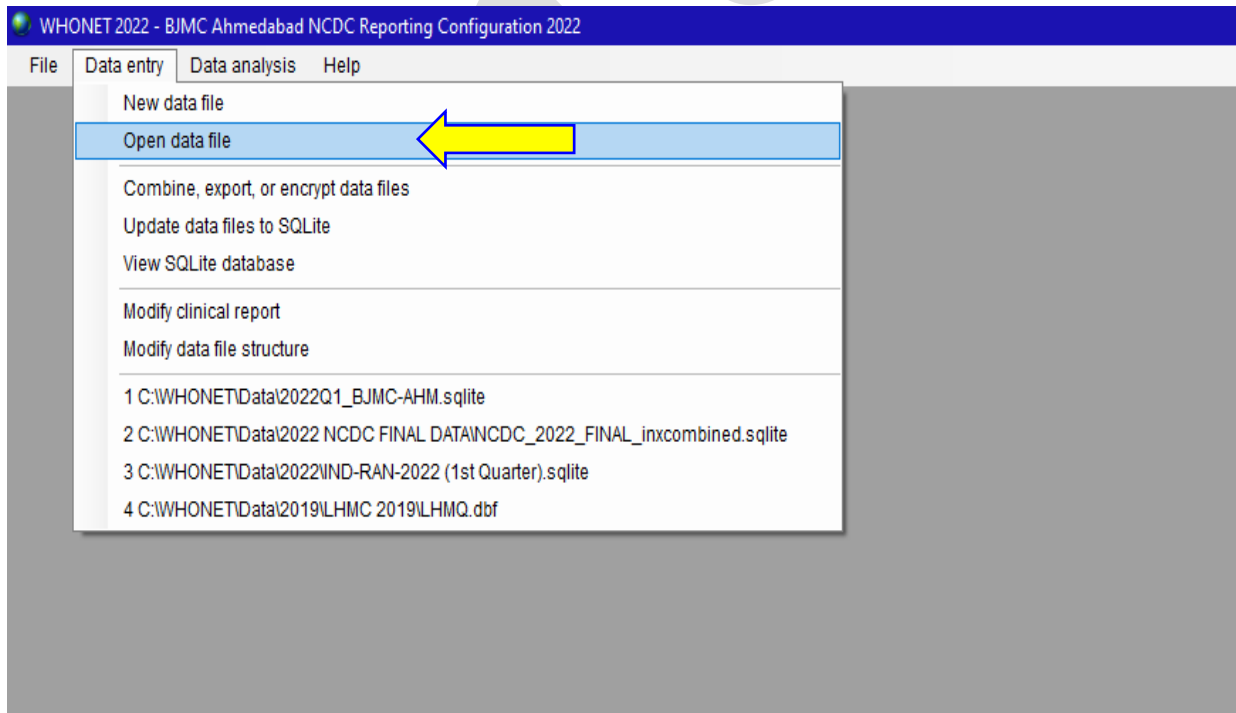 WHONET 2022 - BJMC Ahmedabad NCDC Reporting Configuration 2022
File Data entry Data analysis Help
New data file
Open data file
Combine, export, or encrypt data files
Update data files to SQLite
View SQLite database
Modify clinical report
Modify data file structure
1 C:\WHONET\Data\2022Q1_BJMC-AHM.sqlite
2 C:\WHONET\Data\2022 NCDC FINAL DATA\NCDC_2022_FINAL_inxcombined.sqlite
3 C:\WHONET\Data\2022\IND-RAN-2022 (1st Quarter).sqlite
4 C:\WHONET\Data\2019\LHMC 2019\LHMQ.dbf